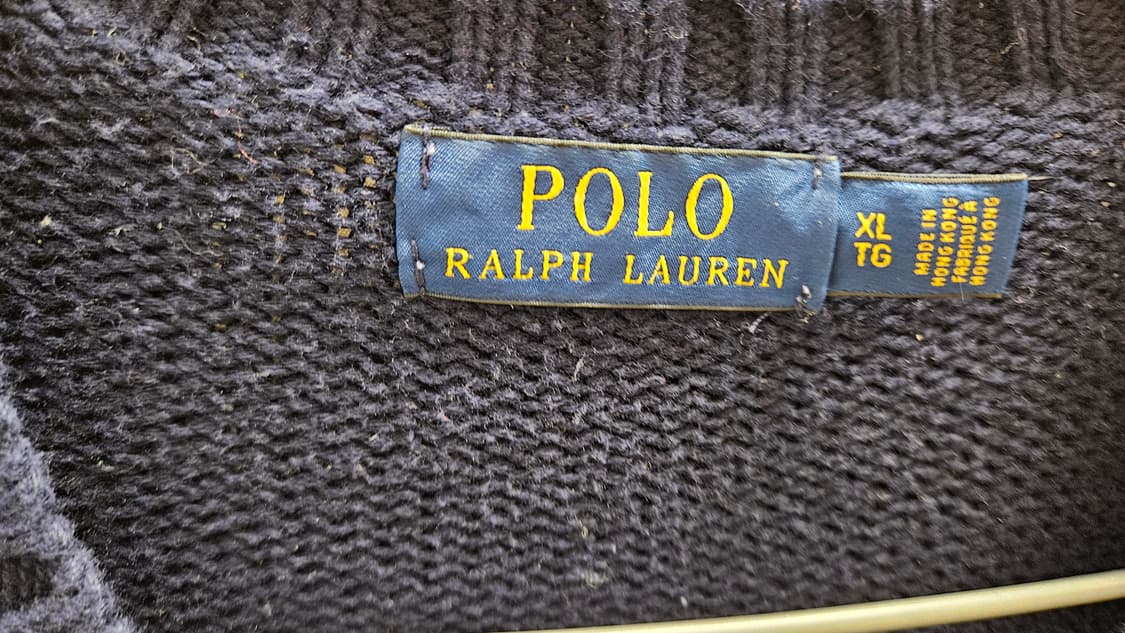 POLO
RALPH LAUREN
XL
TG
MADE IN
HONG KONG
FABRIQUÉ À
HONG KONG